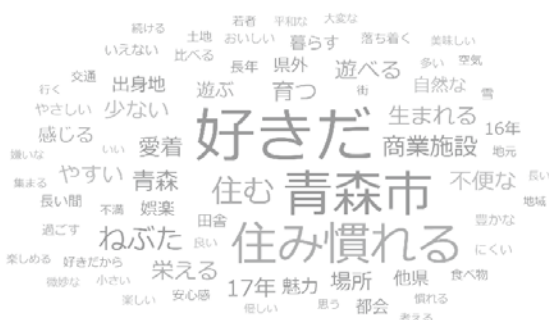 続ける 若者 平和な 大変な
土地 おいしい 落ち着く 美味しい
いえない 比べる 暮らす
長年 県外 遊べる 多い 空気
交通 出身地 遊ぶ 育つ 街 自然な 雪
行く
やさしい 少ない 好きだ 生まれる 16年
感じる 愛着 商業施設 地元
嫌いな いい
やすい 青森 住む 青森市 不便な 長い
集まる
長い間 不満 娯楽 田舎 地域
過ごす ねぶた 良い 住み慣れる 豊かな
にくい
楽しめる 好きだから 栄える
微妙な 小さい 17年 魅力 場所 他県 食べ物
楽しい 安心感 思う 都会 慣れる
考える